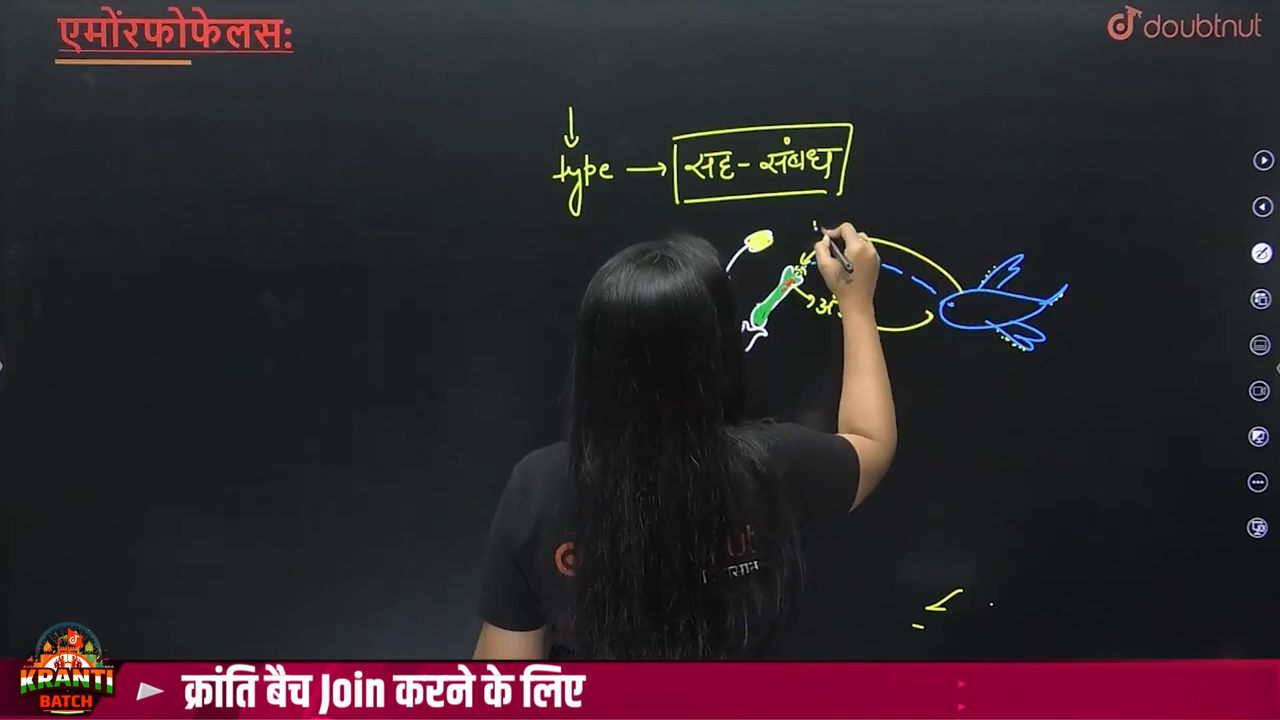 एमोंरफोफेलस:
doubtnut
type → सह-संबंध
अं
KRANTI
BATCH
क्रांति बैच Join करने के लिए